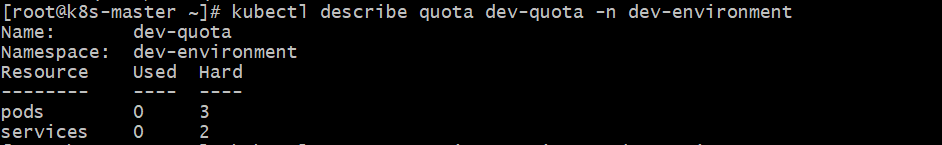 [root@k8s-master ~]# kubectl describe quota dev-quota -n dev-environment
Name:       dev-quota
Namespace:  dev-environment
Resource    Used  Hard
--------    ----  ----
pods        0     3
services    0     2